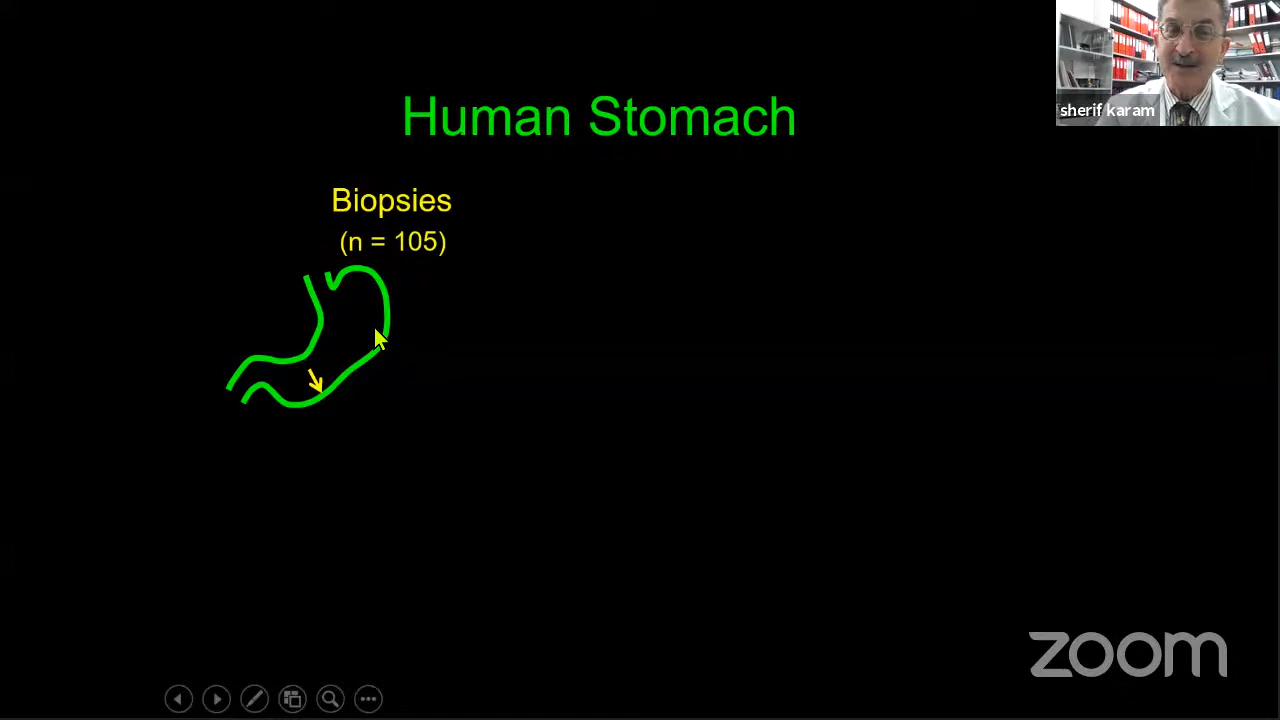 Human Stomach
sherif karam
Biopsies
(n = 105)
zoom